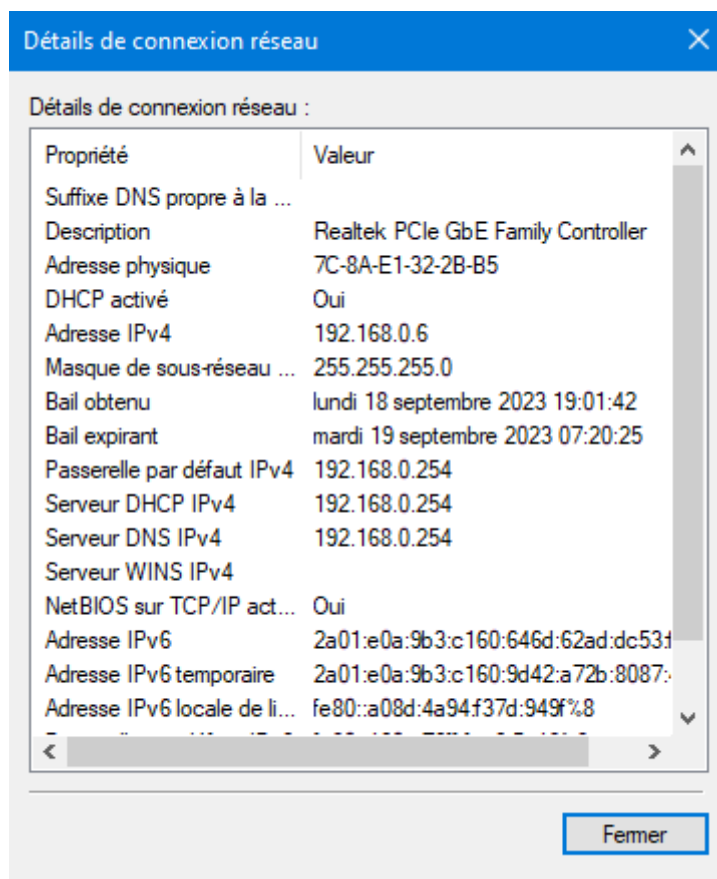 Détails de connexion réseau
Détails de connexion réseau :
Propriété Valeur
Suffixe DNS propre à la ...
Description Realtek PCIe GbE Family Controller
Adresse physique 7C-8A-E1-32-2B-B5
DHCP activé Oui
Adresse IPv4 192.168.0.6
Masque de sous-réseau ... 255.255.255.0
Bail obtenu lundi 18 septembre 2023 19:01:42
Bail expirant mardi 19 septembre 2023 07:20:25
Passerelle par défaut IPv4 192.168.0.254
Serveur DHCP IPv4 192.168.0.254
Serveur DNS IPv4 192.168.0.254
Serveur WINS IPv4
NetBIOS sur TCP/IP act... Oui
Adresse IPv6 2a01:e0a:9b3:c160:646d:62ad:dc53:f
Adresse IPv6 temporaire 2a01:e0a:9b3:c160:9d42:a72b:8087:
Adresse IPv6 locale de li... fe80::a08d:4a94:f37d:949f%8
Fermer